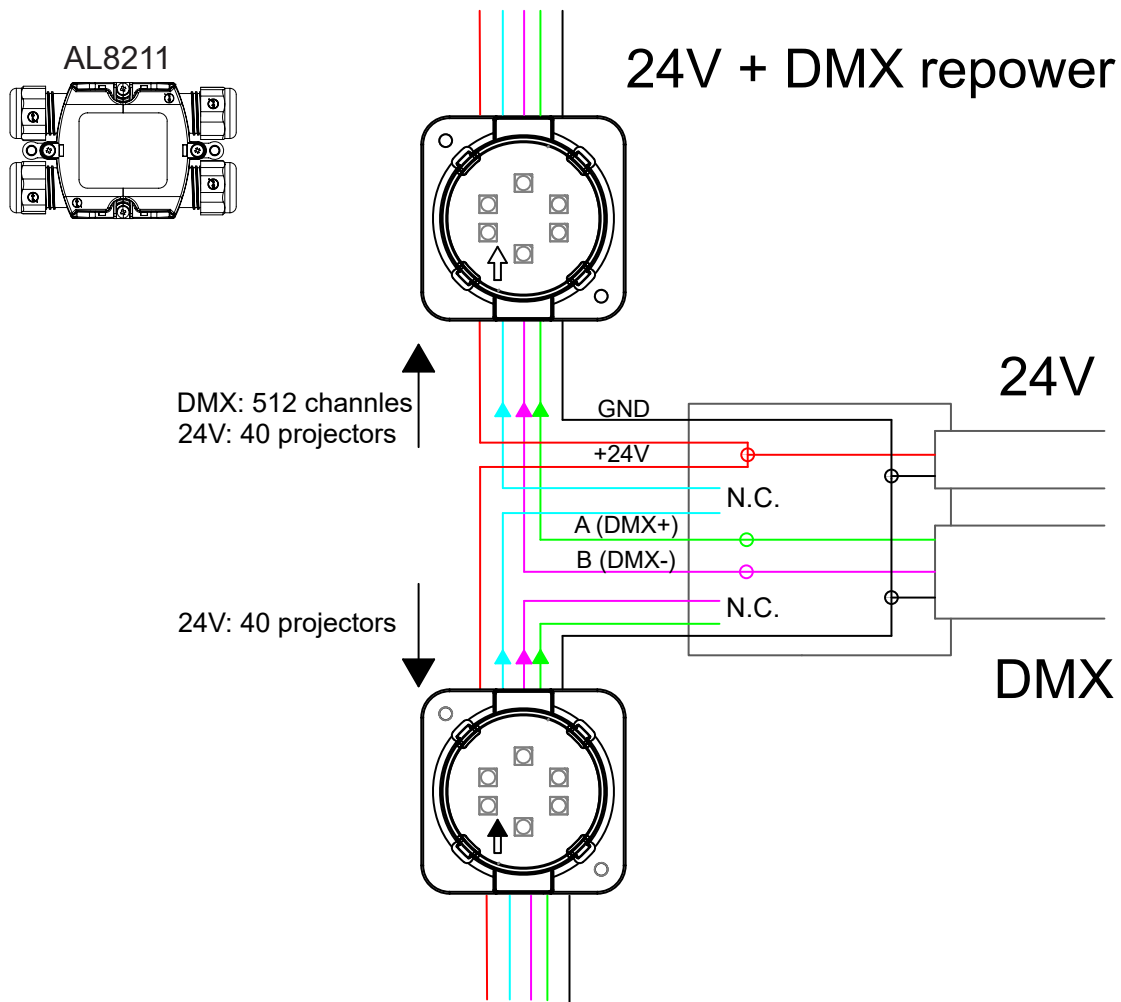 AL8211
24V + DMX repower
24V
DMX: 512 channles
24V: 40 projectors
GND
+24V
N.C.
A (DMX+)
B (DMX-)
N.C.
24V: 40 projectors
DMX